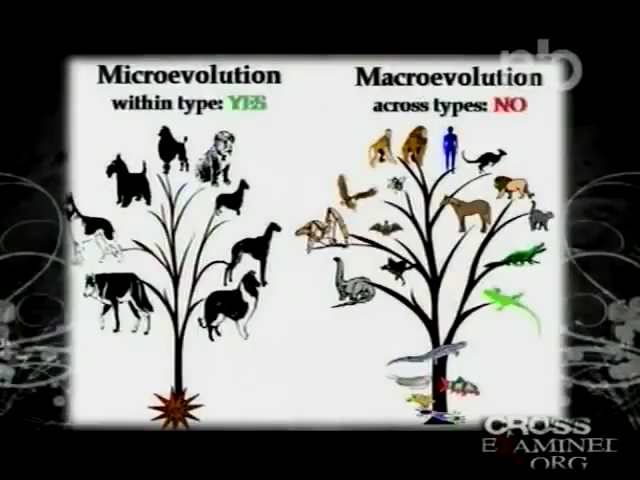 Microevolution
within type: YES
Macroevolution
across types: NO
CROSS
EXAMINED
.ORG